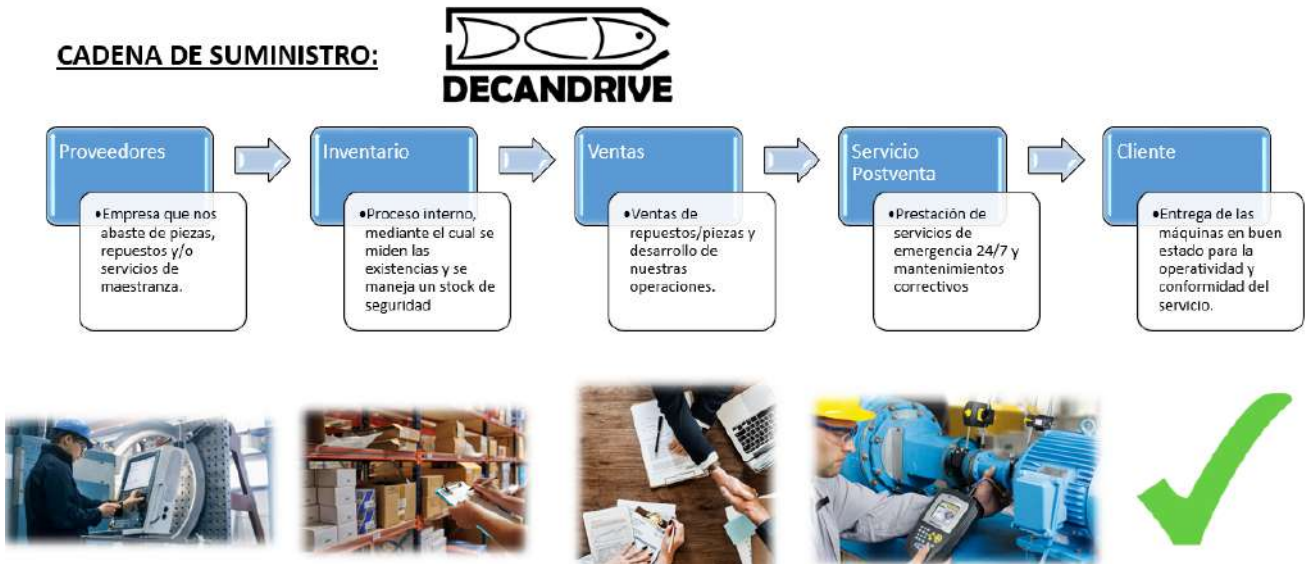 CADENA DE SUMINISTRO:
DECANDRIVE
Proveedores
•Empresa que nos
abaste de piezas,
repuestos y/o
servicios de
maestranza.
Inventario
•Proceso interno,
mediante el cual se
miden las
existencias y se
maneja un stock de
seguridad
Ventas
•Ventas de
repuestos/piezas y
desarrollo de
nuestras
operaciones.
Servicio
Postventa
•Prestación de
servicios de
emergencia 24/7 y
mantenimientos
correctivos
Cliente
•Entrega de las
máquinas en buen
estado para la
operatividad y
conformidad del
servicio.